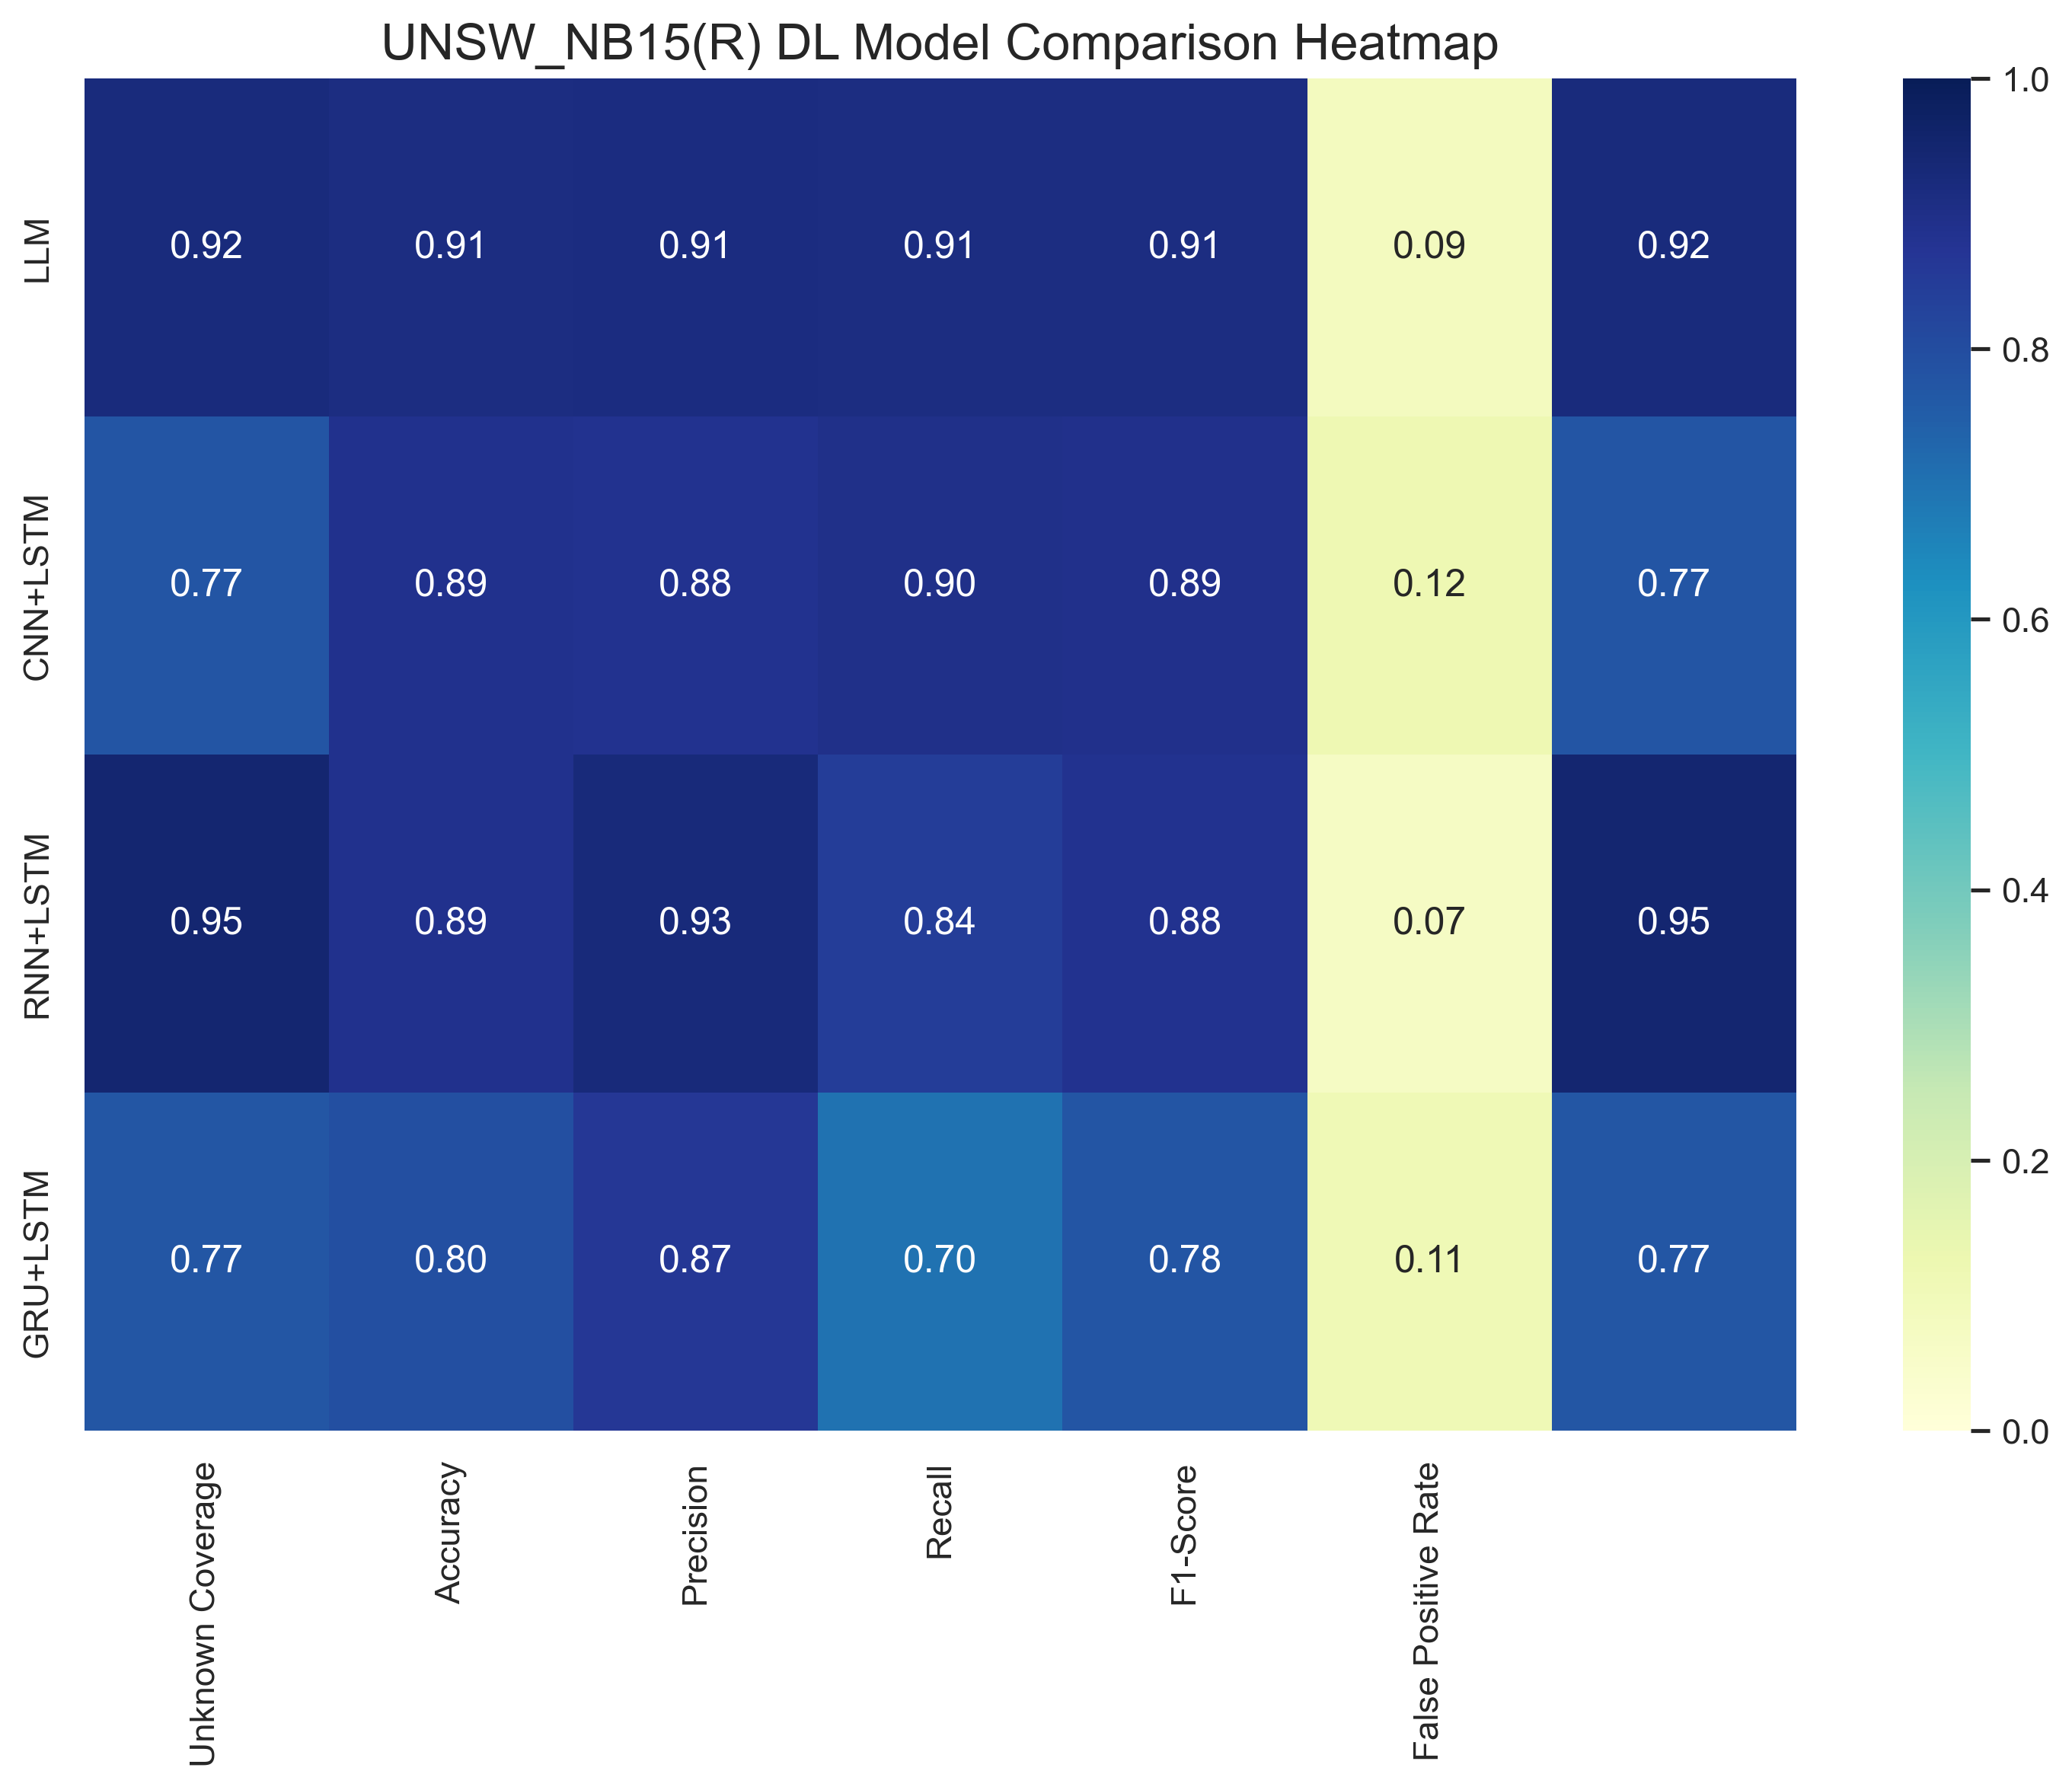 UNSW_NB15(R) DL Model Comparison Heatmap
LLM 0.92 0.91 0.91 0.91 0.91 0.09 0.92
CNN+LSTM 0.77 0.89 0.88 0.90 0.89 0.12 0.77
RNN+LSTM 0.95 0.89 0.93 0.84 0.88 0.07 0.95
GRU+LSTM 0.77 0.80 0.87 0.70 0.78 0.11 0.77
Unknown Coverage
Accuracy
Precision
Recall
F1-Score
False Positive Rate
1.0
0.8
0.6
0.4
0.2
0.0